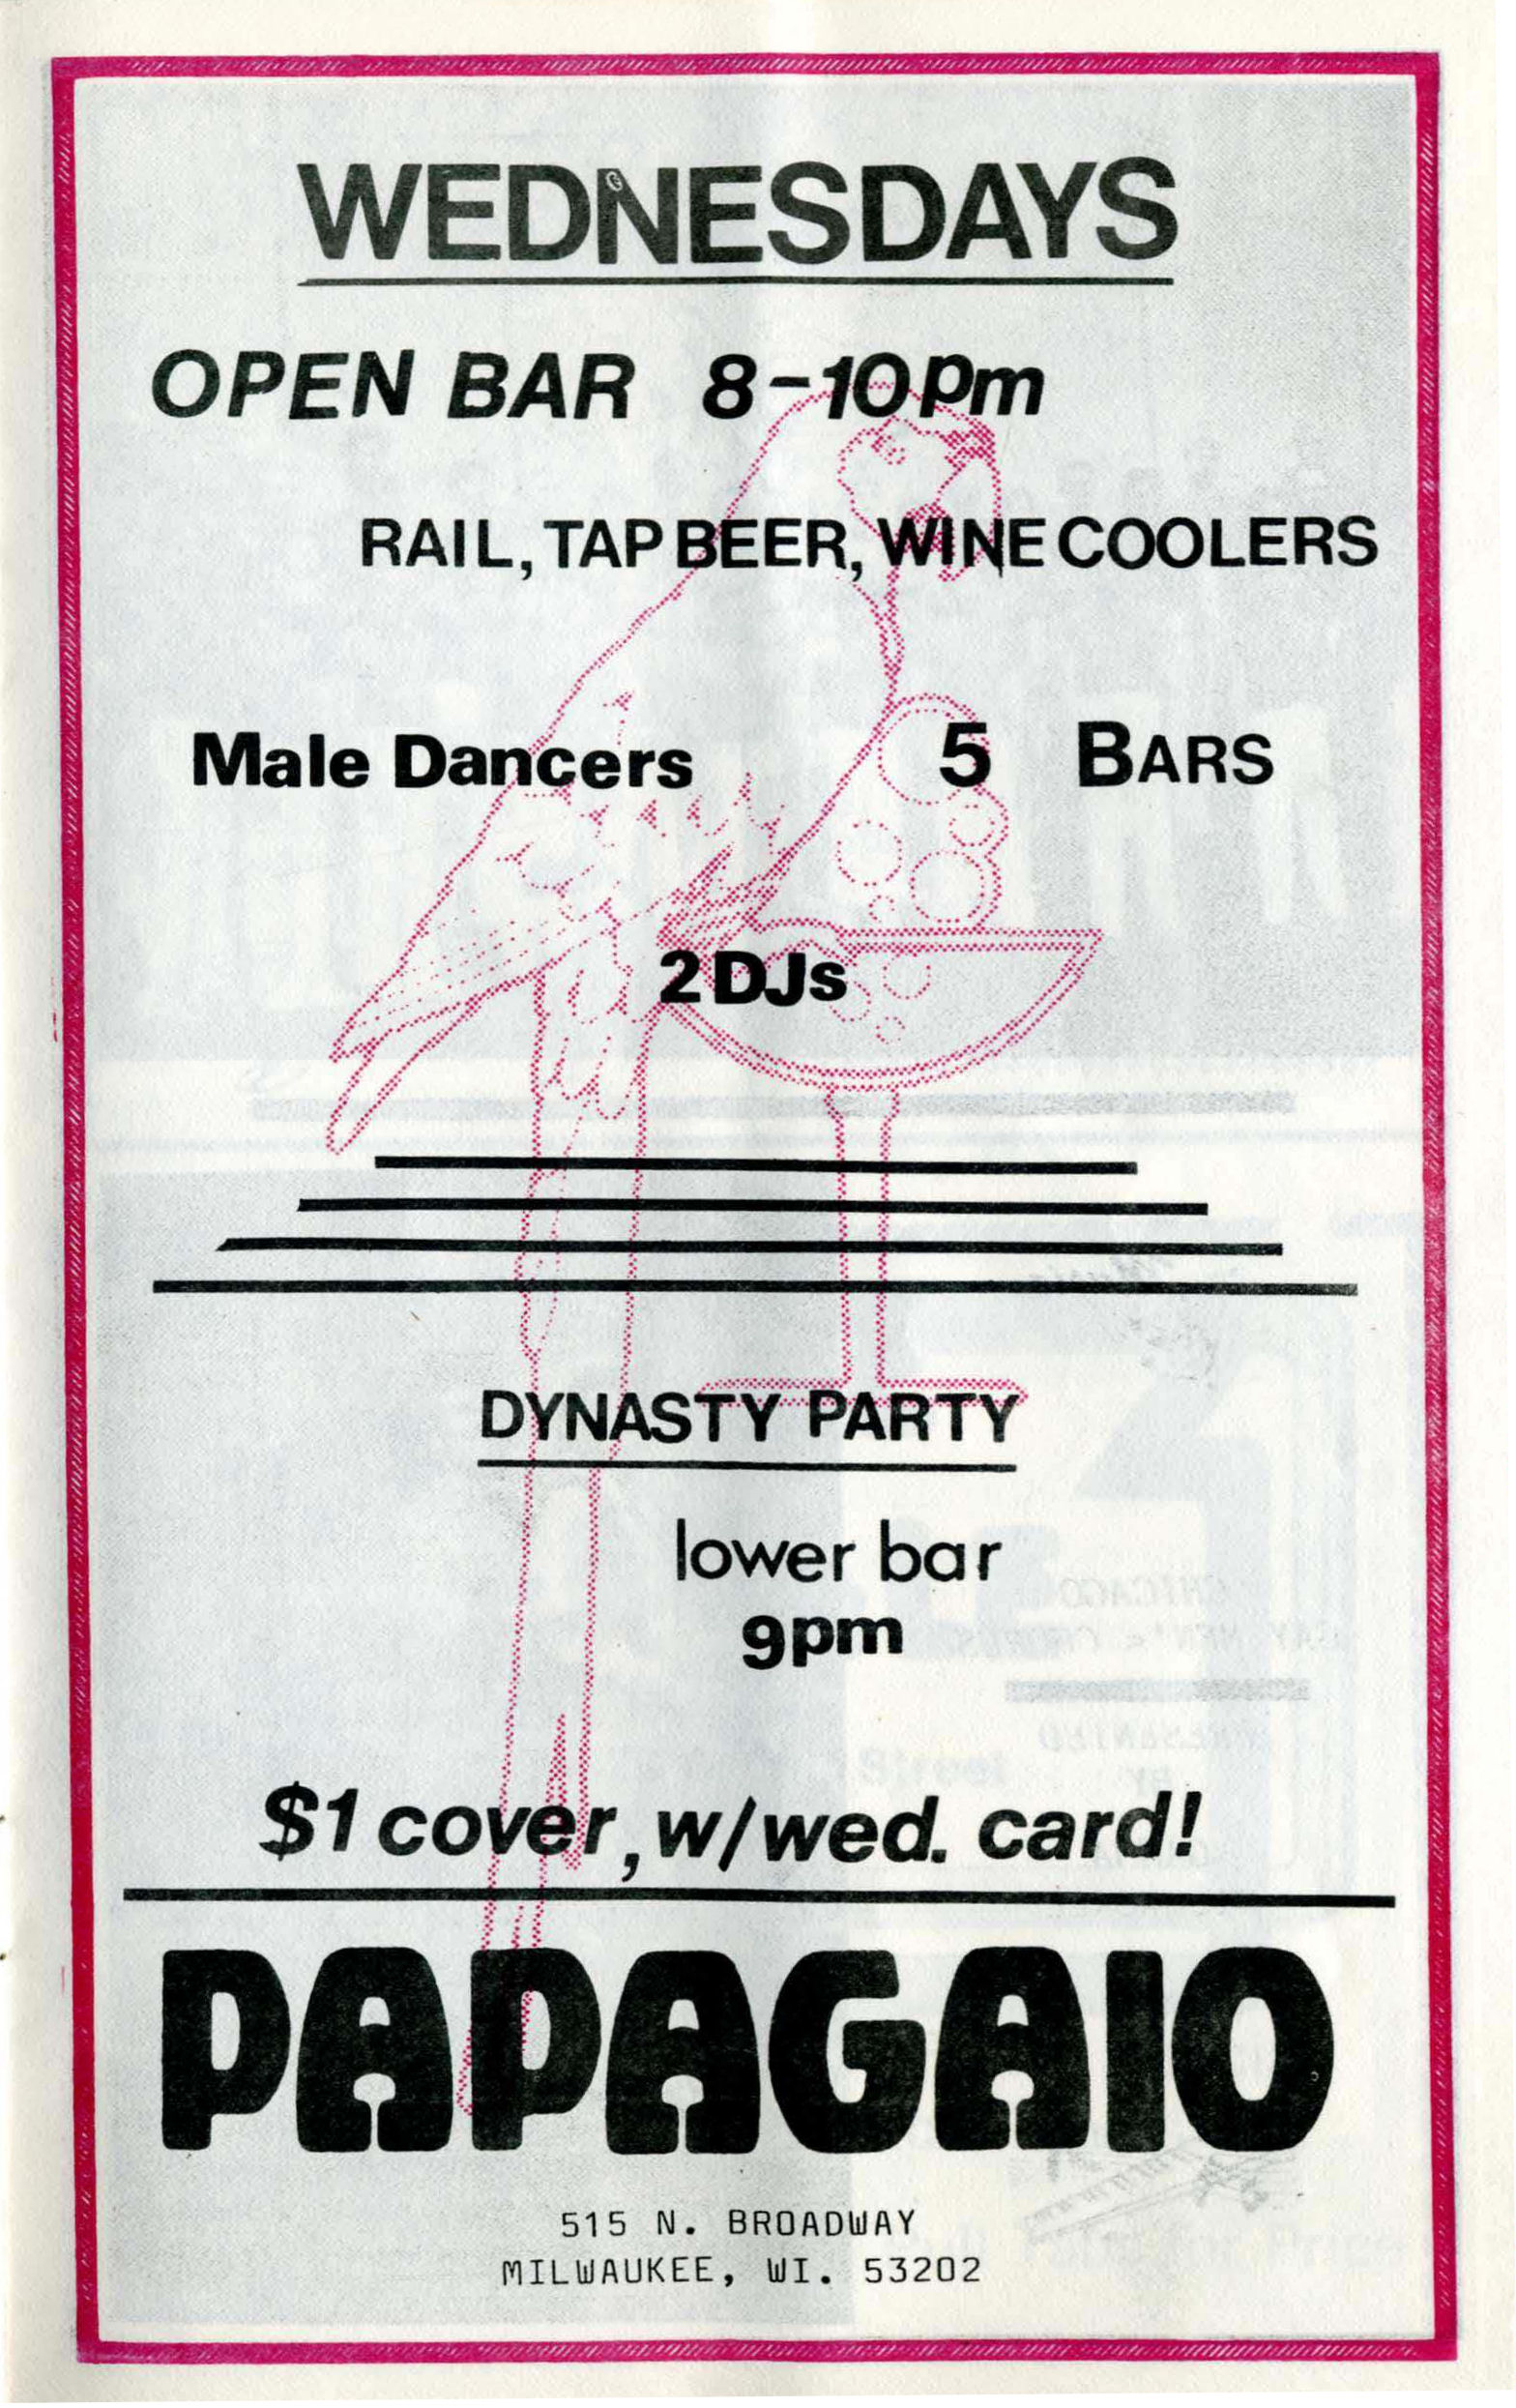 WEDNESDAYS
OPEN BAR 8-10pm
RAIL, TAP BEER, WINE COOLERS
Male Dancers 5 BARS
2 DJs
DYNASTY PARTY
lower bar
9pm
$1 cover, w/wed. card!
PAPAGAIO
515 N. BROADWAY
MILWAUKEE, WI. 53202